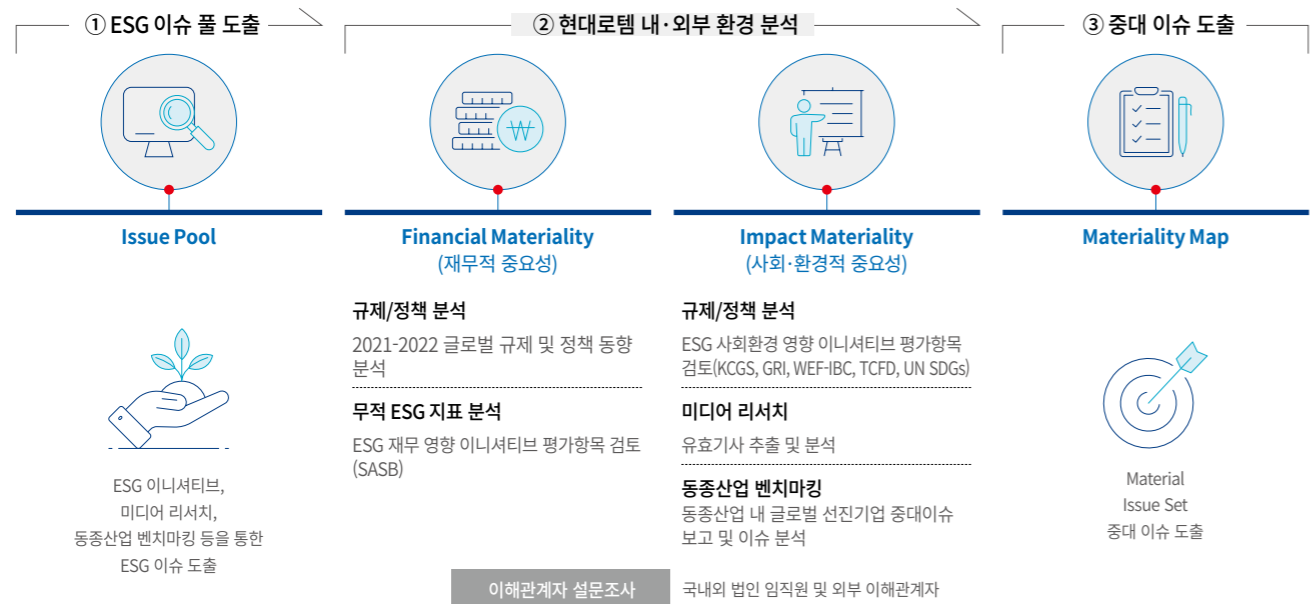 ① ESG 이슈 풀 도출
② 현대로템 내·외부 환경 분석
③ 중대 이슈 도출
₩
Issue Pool
ESG 이니셔티브,
미디어 리서치,
동종산업 벤치마킹 등을 통한
ESG 이슈 도출
Financial Materiality
(재무적 중요성)
규제/정책 분석
2021-2022 글로벌 규제 및 정책 동향
분석
무적 ESG 지표 분석
ESG 재무 영향 이니셔티브 평가항목 검토
(SASB)
Impact Materiality
(사회·환경적 중요성)
규제/정책 분석
ESG 사회환경 영향 이니셔티브 평가항목
검토(KCGS, GRI, WEF-IBC, TCFD, UN SDGs)
미디어 리서치
유효기사 추출 및 분석
동종산업 벤치마킹
동종산업 내 글로벌 선진기업 중대이슈
보고 및 이슈 분석
Materiality Map
Material
Issue Set
중대 이슈 도출
이해관계자 설문조사
국내외 법인 임직원 및 외부 이해관계자